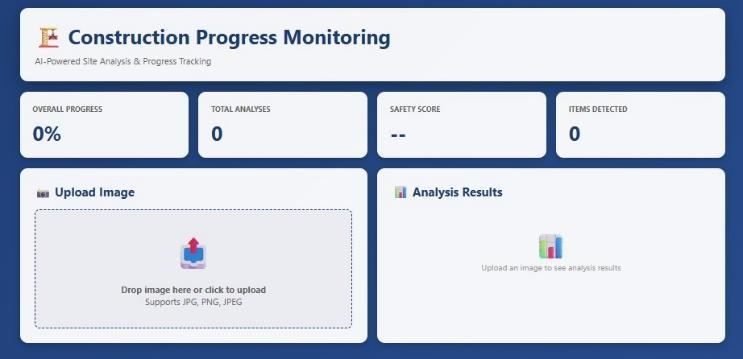 Construction Progress Monitoring
AI-Powered Site Analysis & Progress Tracking
OVERALL PROGRESS
0%
TOTAL ANALYSES
0
SAFETY SCORE
--
ITEMS DETECTED
0
Upload Image
Drop image here or click to upload
Supports JPG, PNG, JPEG
Analysis Results
Upload an image to see analysis results